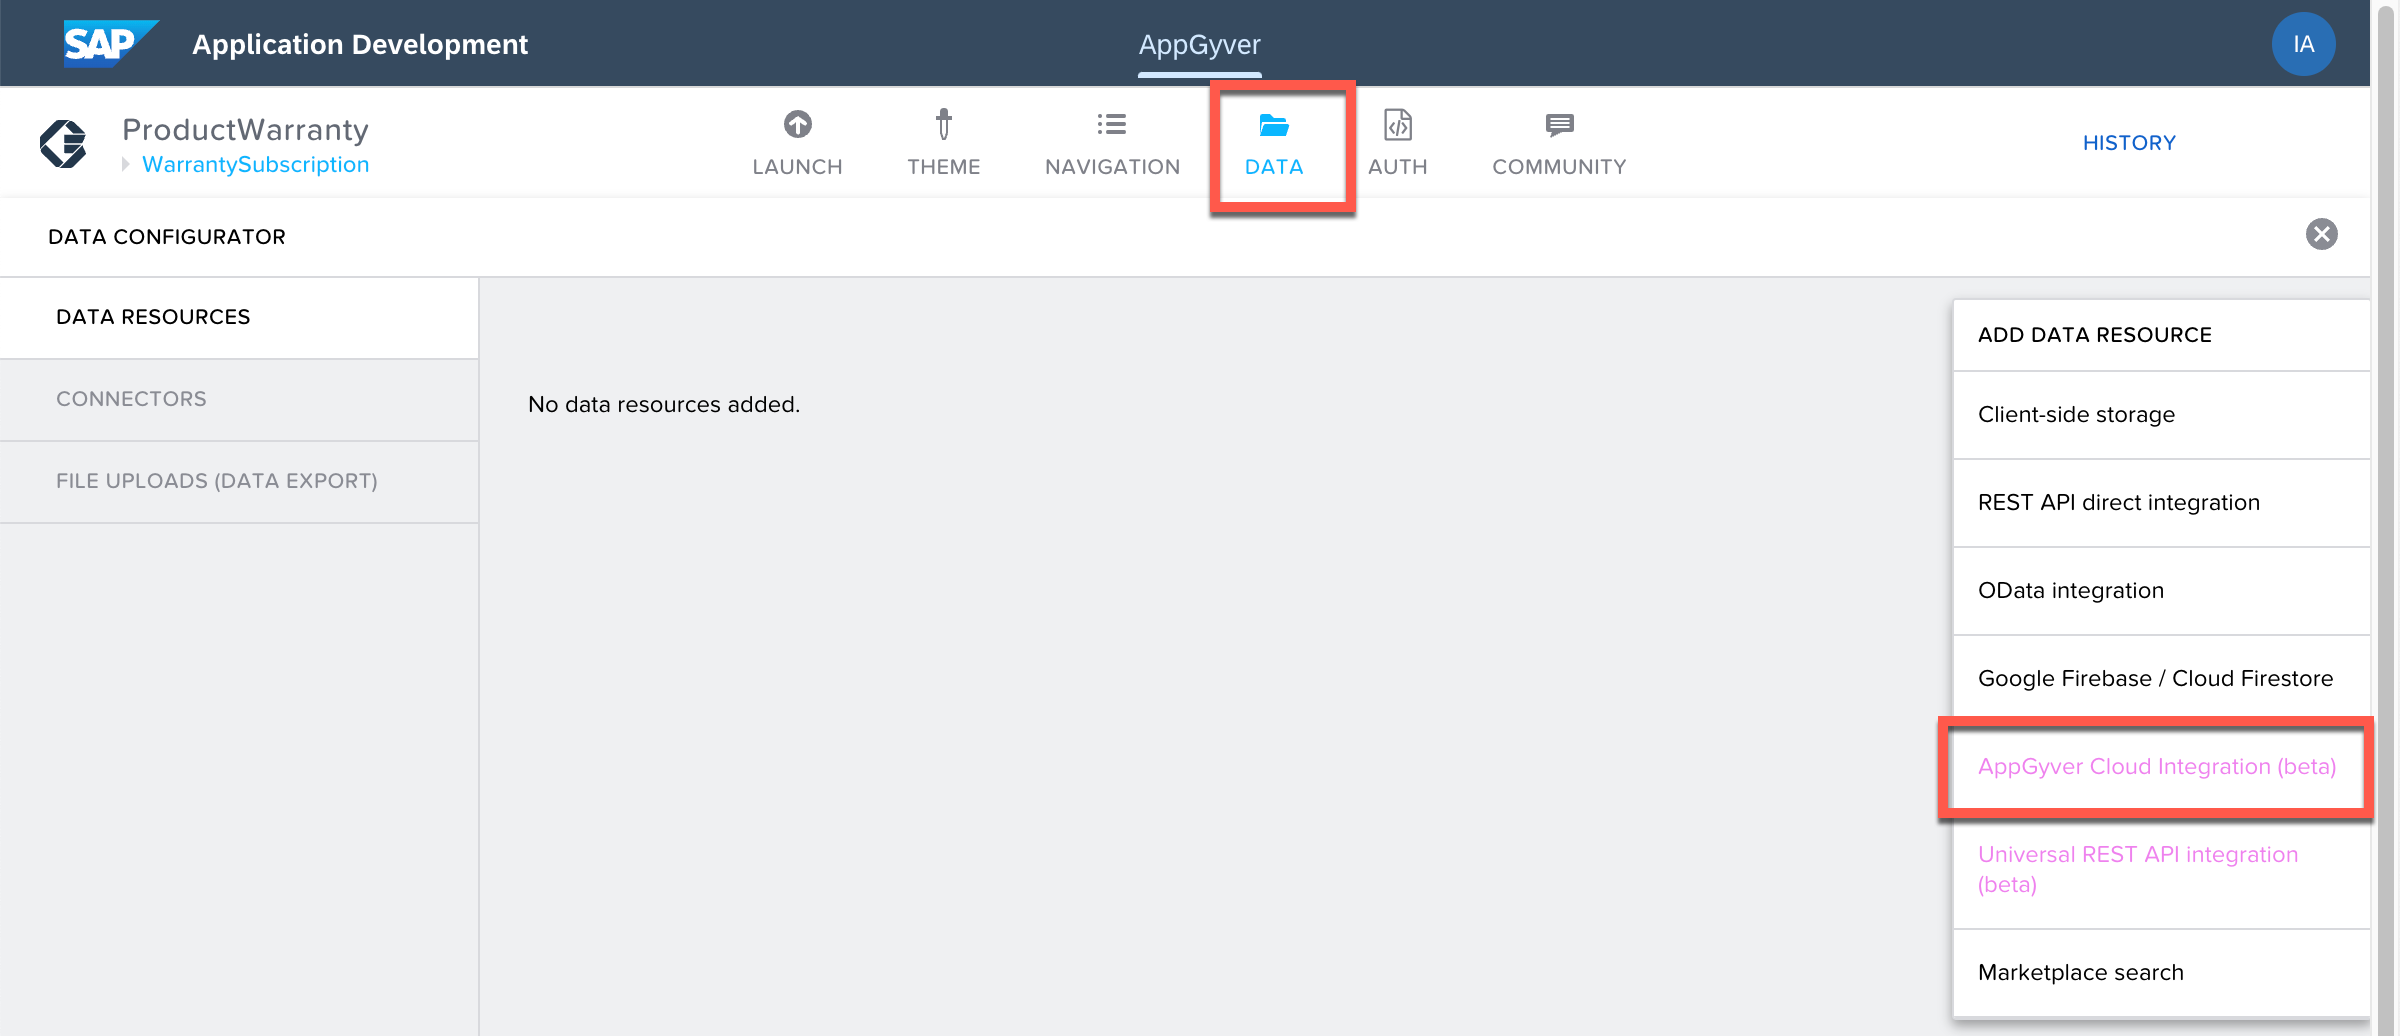 SAP Application Development
AppGyver
IA
ProductWarranty
WarrantySubscription
LAUNCH
THEME
NAVIGATION
DATA
AUTH
COMMUNITY
HISTORY
DATA CONFIGURATOR
DATA RESOURCES
CONNECTORS
FILE UPLOADS (DATA EXPORT)
No data resources added.
ADD DATA RESOURCE
Client-side storage
REST API direct integration
OData integration
Google Firebase / Cloud Firestore
AppGyver Cloud Integration (beta)
Universal REST API integration
(beta)
Marketplace search